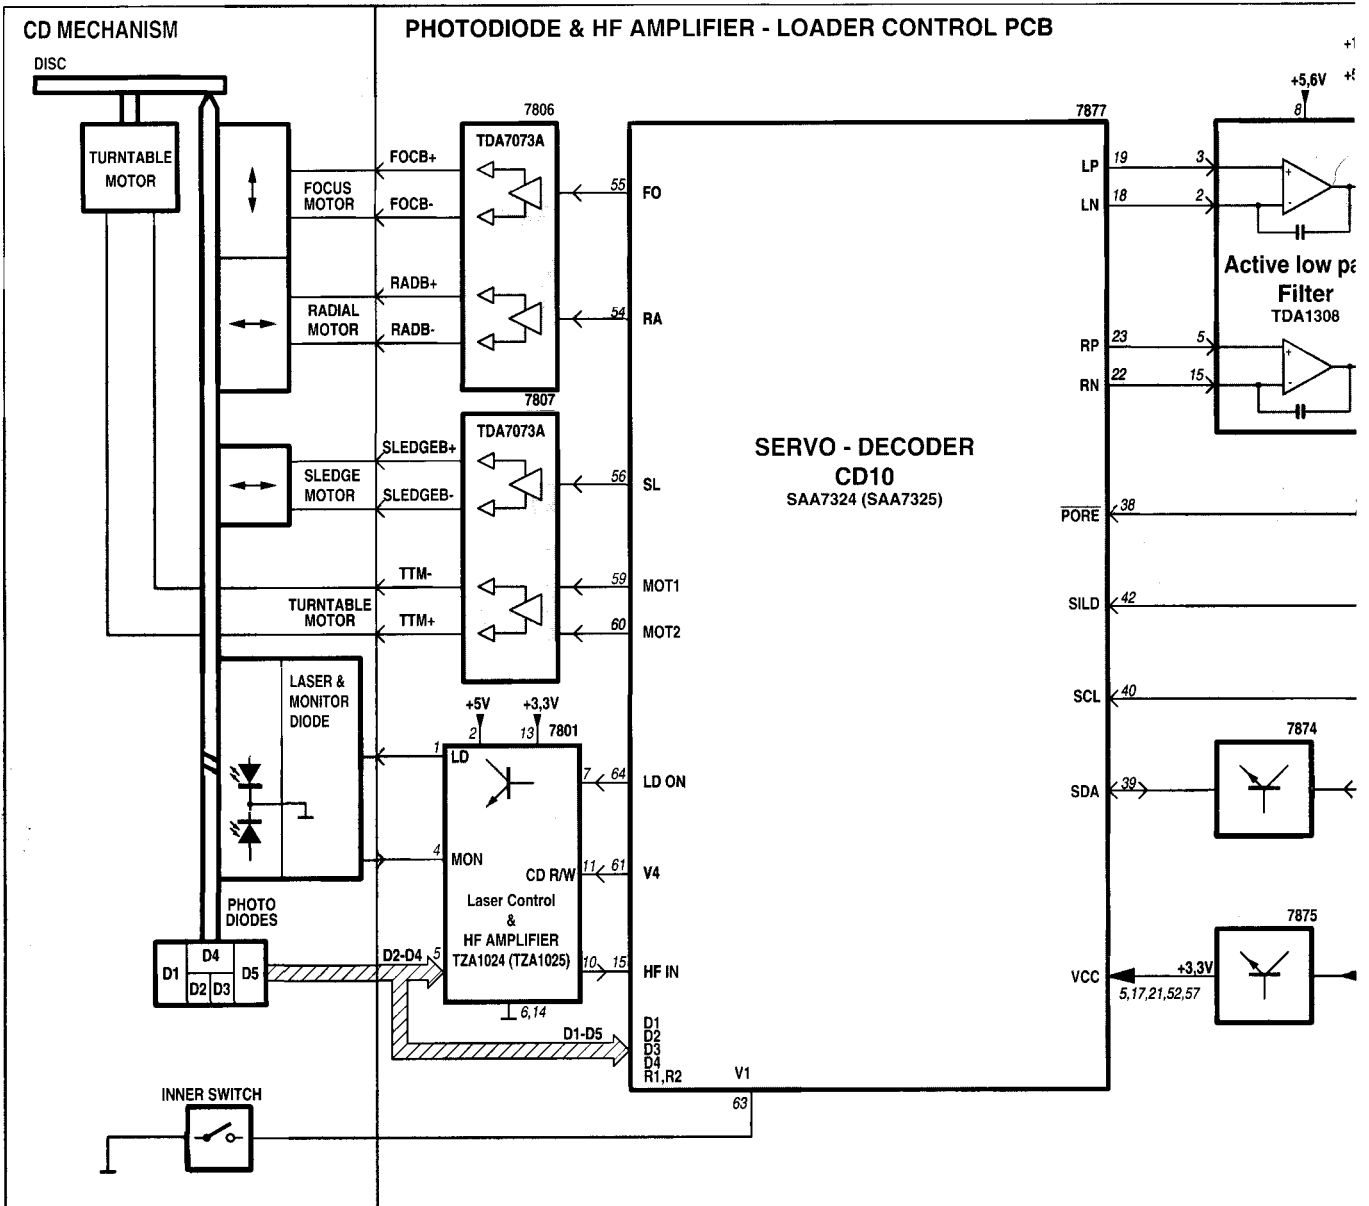 CD MECHANISM
PHOTODIODE & HF AMPLIFIER - LOADER CONTROL PCB
DISC
+5,6V
8
7806
7877
TDA7073A
TURNTABLE
MOTOR
FOCUS
MOTOR
FOCB+
FOCB-
55
FO
LP
19
3
+
LN
18
2
-
Active low pa
Filter
TDA1308
RADIAL
MOTOR
RADB+
RADB-
54
RA
RP
23
5
+
RN
22
15
-
7807
TDA7073A
SLEDGE
MOTOR
SLEDGEB+
SLEDGEB-
56
SL
SERVO - DECODER
CD10
SAA7324 (SAA7325)
PORE
38
TTM-
59
MOT1
SILD
42
TURNTABLE
MOTOR
TTM+
60
MOT2
LASER &
MONITOR
DIODE
+5V
+3,3V
2
13
7801
SCL
40
7874
1
LD
7
64
LD ON
SDA
39
4
MON
CD R/W
11
61
V4
Laser Control
&
HF AMPLIFIER
TZA1024 (TZA1025)
PHOTO
DIODES
7875
D1
D4
D2
D3
D5
D2-D4
5
10
15
HF IN
VCC
+3,3V
5,17,21,52,57
6,14
D1-D5
D1
D2
D3
D4
R1,R2
V1
63
INNER SWITCH